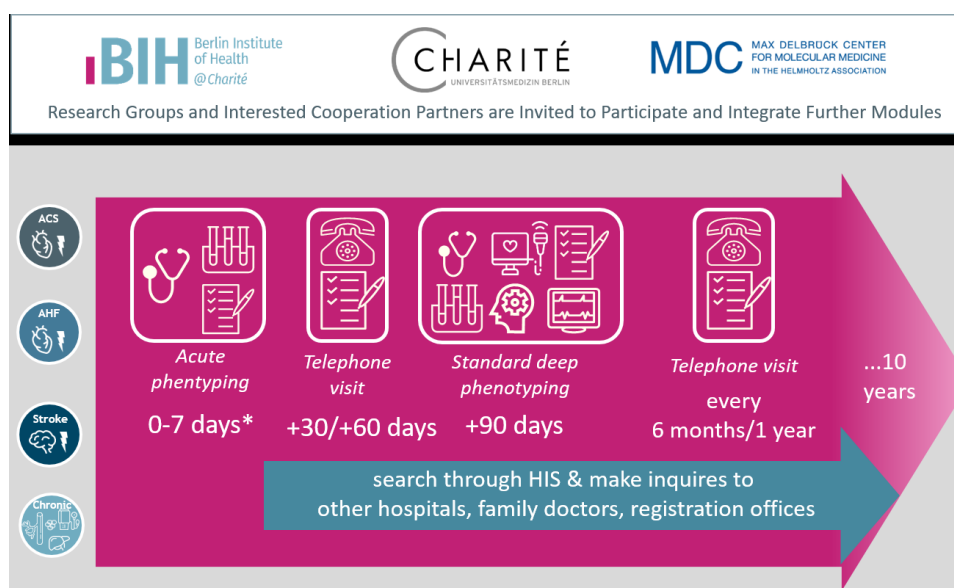 BIH
Berlin Institute
of Health
@Charité
CHARITÉ
UNIVERSITÄTSMEDIZIN BERLIN
MDC
MAX DELBRÜCK CENTER
FOR MOLECULAR MEDICINE
IN THE HELMHOLTZ ASSOCIATION
Research Groups and Interested Cooperation Partners are Invited to Participate and Integrate Further Modules
ACS
AHF
Stroke
Chronic
Acute
phentyping
0-7 days*
Telephone
visit
+30/+60 days
Standard deep
phenotyping
+90 days
Telephone visit
every
6 months/1 year
...10
years
search through HIS & make inquires to
other hospitals, family doctors, registration offices